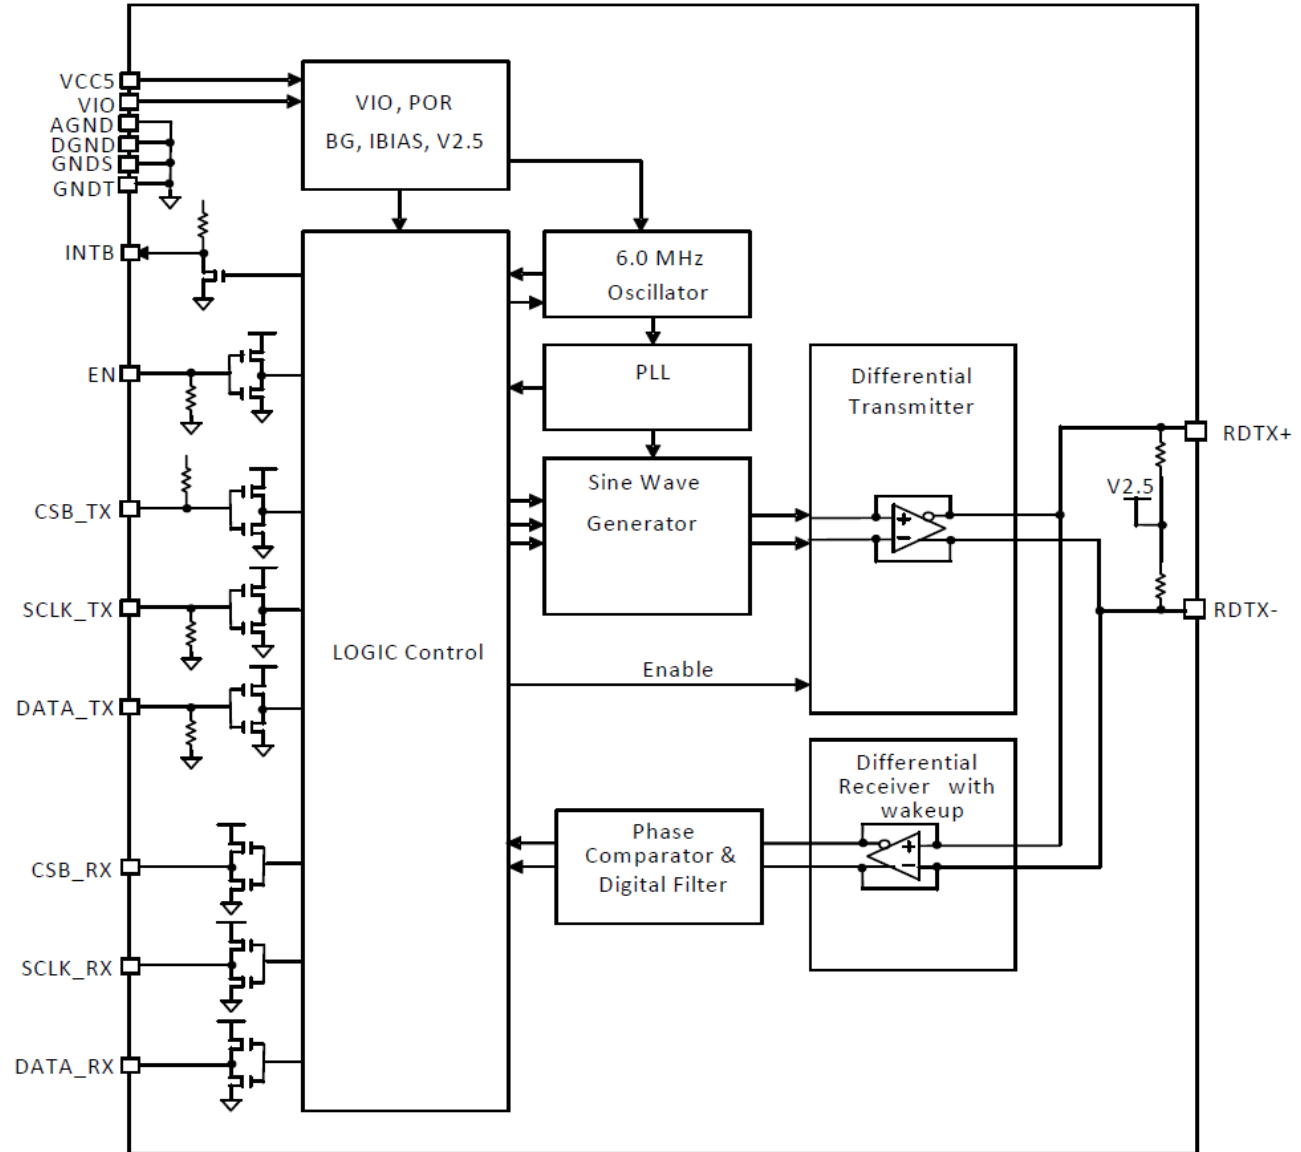 VCC5
VIO
AGND
DGND
GNDS
GNDT
VIO, POR
BG, IBIAS, V2.5
INTB
6.0 MHz
Oscillator
EN
PLL
Differential
Transmitter
RDTX+
CSB_TX
Sine Wave
Generator
V2.5
SCLK_TX
RDTX-
LOGIC Control
Enable
DATA_TX
Differential
Receiver with
wakeup
Phase
Comparator &
Digital Filter
CSB_RX
SCLK_RX
DATA_RX